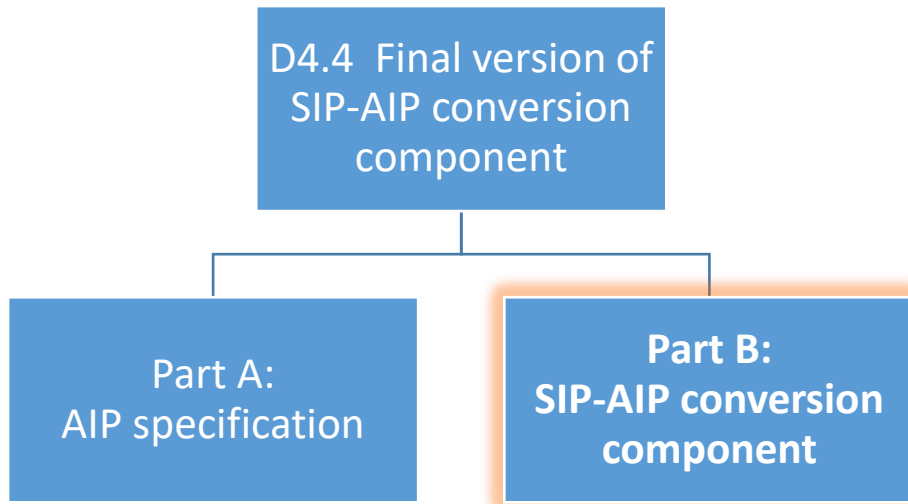 D4.4 Final version of
SIP-AIP conversion
component
Part A:
AIP specification
Part B:
SIP-AIP conversion
component